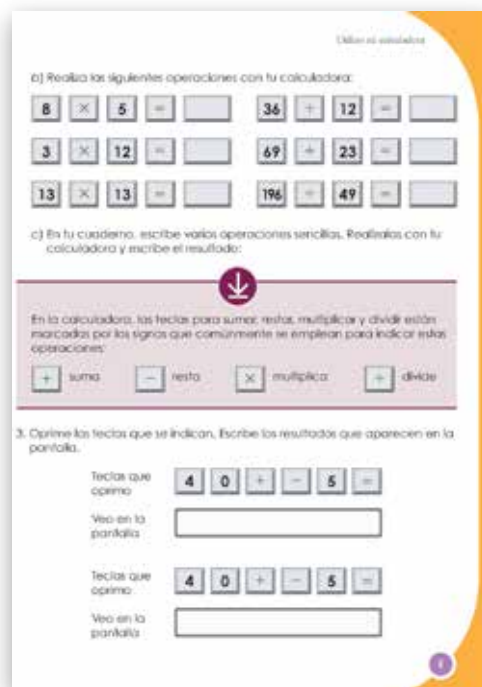 Utilizo mi calculadora
b) Realiza las siguientes operaciones con tu calculadora:
8 × 5 = 36 ÷ 12 =
3 × 12 = 69 ÷ 23 =
13 × 13 = 196 ÷ 49 =
c) En tu cuaderno, escribe varias operaciones sencillas. Realízalas con tu
calculadora y escribe el resultado:
En la calculadora, las teclas para sumar, restar, multiplicar y dividir están
marcadas por los signos que comúnmente se emplean para indicar estas
operaciones:
+ suma − resta × multiplica ÷ divide
3. Oprime las teclas que se indican. Escribe los resultados que aparecen en la
pantalla.
Teclas que
oprimo 4 0 + − 5 =
Veo en la
pantalla
Teclas que
oprimo 4 0 + − 5 =
Veo en la
pantalla